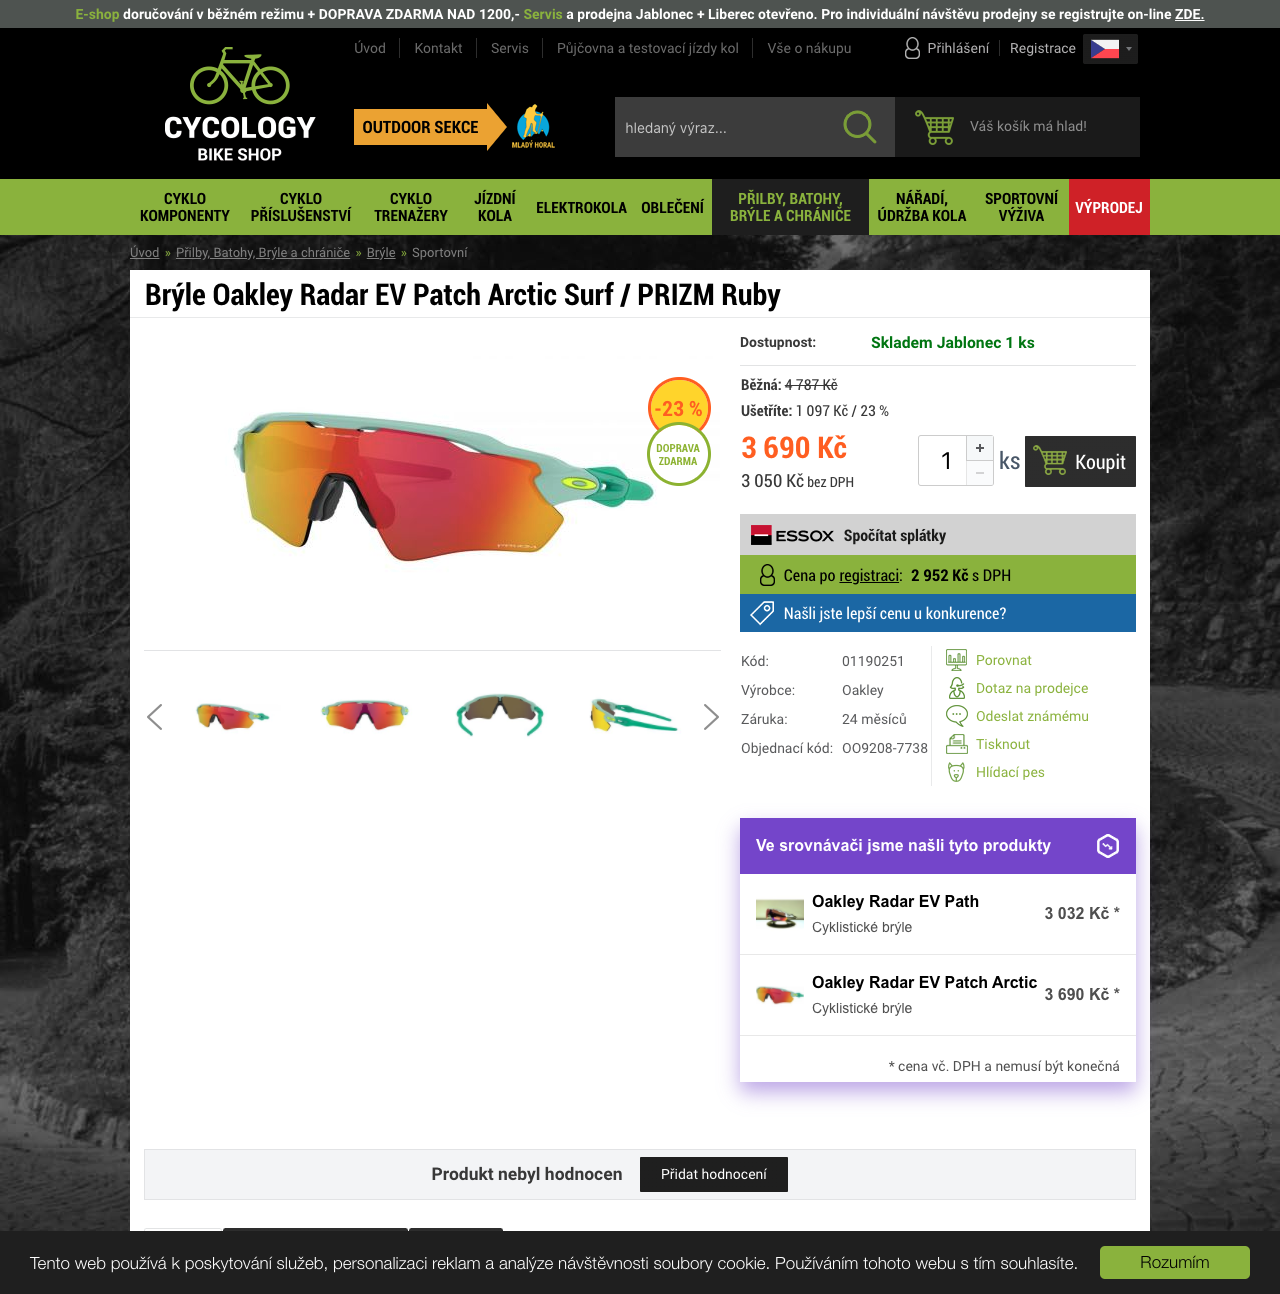 E-shop doručování v běžném režimu + DOPRAVA ZDARMA NAD 1200,- Servis a prodejna Jablonec + Liberec otevřeno. Pro individuální návštěvu prodejny se registrujte on-line ZDE.
Úvod Kontakt Servis Půjčovna a testovací jízdy kol Vše o nákupu Přihlášení Registrace
CYCOLOGY
BIKE SHOP
OUTDOOR SEKCE
MLADÝ HORAL
hledaný výraz...
Váš košík má hlad!
CYKLO KOMPONENTY
CYKLO PŘÍSLUŠENSTVÍ
CYKLO TRENAŽERY
JÍZDNÍ KOLA
ELEKTROKOLA
OBLEČENÍ
PŘILBY, BATOHY, BRÝLE A CHRÁNIČE
NÁŘADÍ, ÚDRŽBA KOLA
SPORTOVNÍ VÝŽIVA
VÝPRODEJ
Úvod » Přilby, Batohy, Brýle a chrániče » Brýle » Sportovní
Brýle Oakley Radar EV Patch Arctic Surf / PRIZM Ruby
-23 %
DOPRAVA
ZDARMA
Dostupnost: Skladem Jablonec 1 ks
Běžná: 4 787 Kč
Ušetříte: 1 097 Kč / 23 %
3 690 Kč
3 050 Kč bez DPH
1 + − ks Koupit
ESSOX Spočítat splátky
Cena po registraci: 2 952 Kč s DPH
Našli jste lepší cenu u konkurence?
Kód: 01190251
Výrobce: Oakley
Záruka: 24 měsíců
Objednací kód: OO9208-7738
Porovnat
Dotaz na prodejce
Odeslat známému
Tisknout
Hlídací pes
Ve srovnávači jsme našli tyto produkty
Oakley Radar EV Path
Cyklistické brýle
3 032 Kč *
Oakley Radar EV Patch Arctic
Cyklistické brýle
3 690 Kč *
* cena vč. DPH a nemusí být konečná
Produkt nebyl hodnocen Přidat hodnocení
Tento web používá k poskytování služeb, personalizaci reklam a analýze návštěvnosti soubory cookie. Používáním tohoto webu s tím souhlasíte. Rozumím